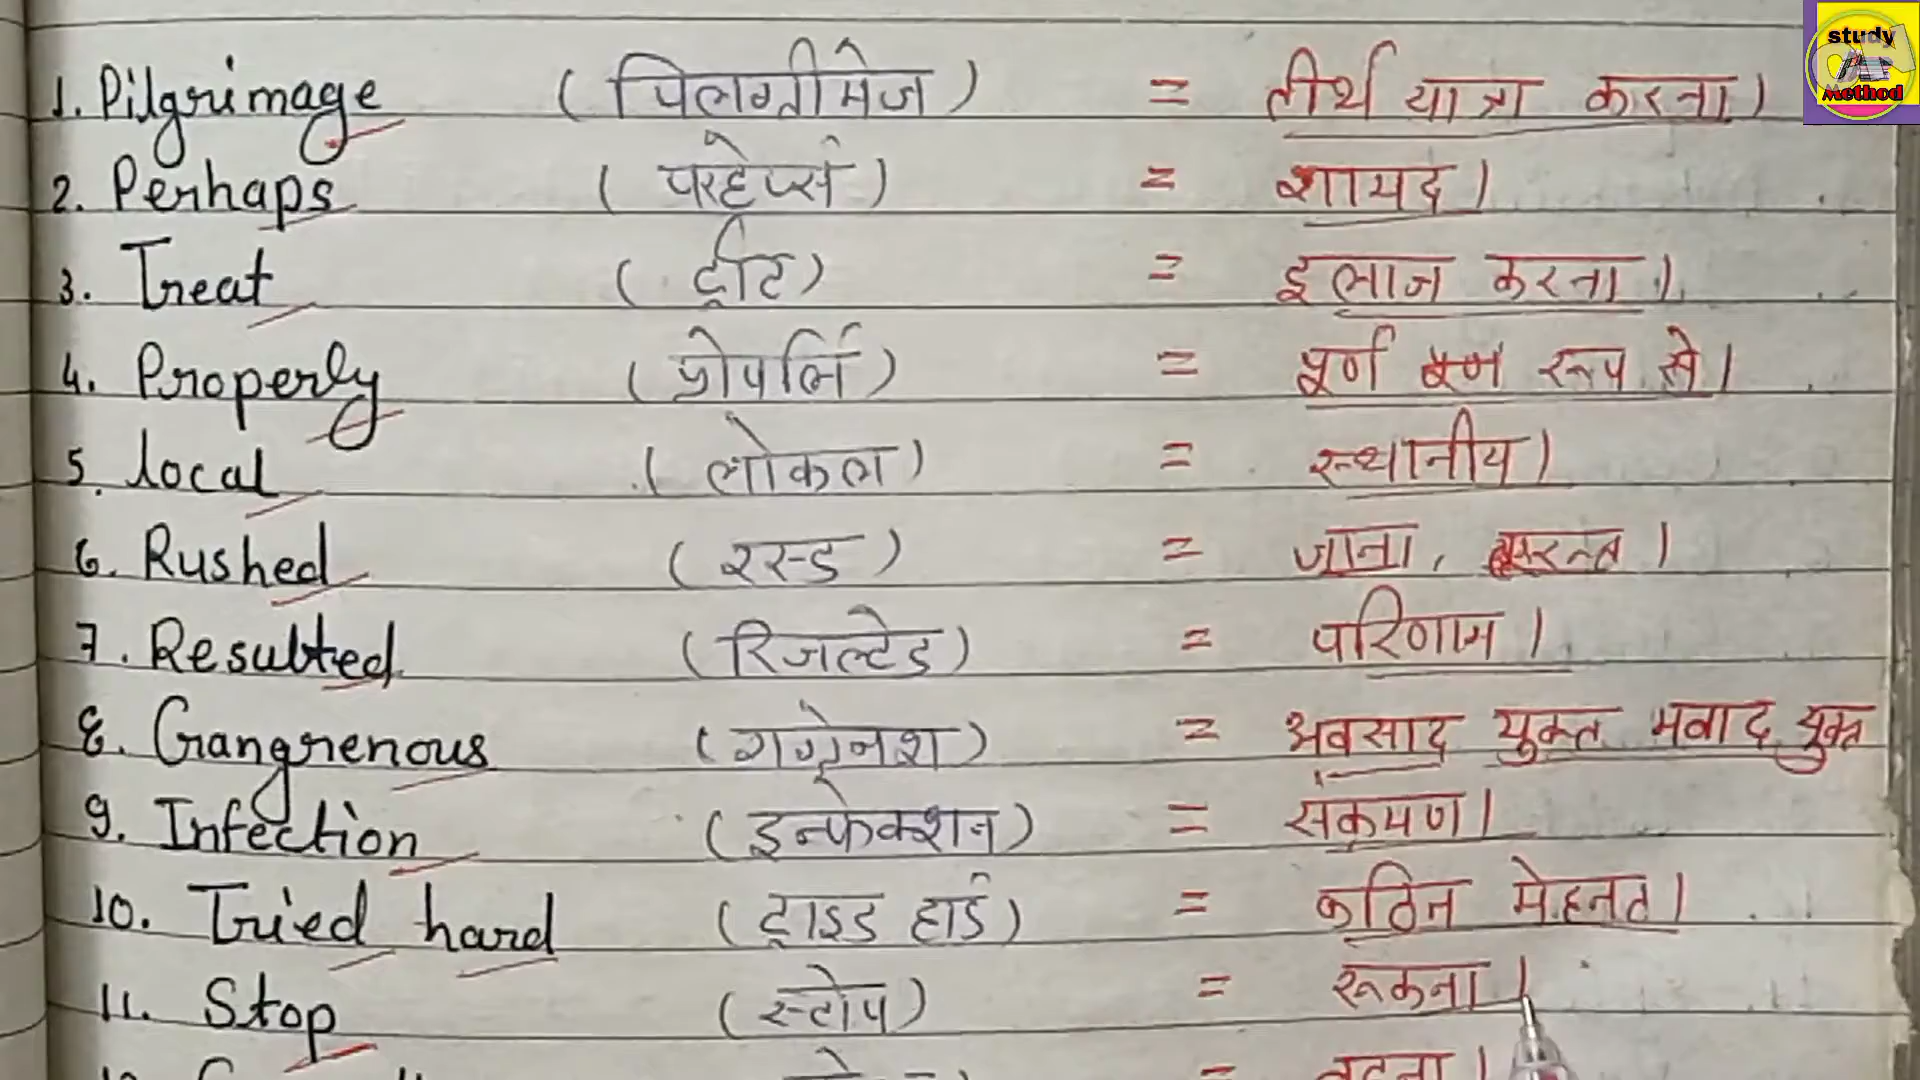 study
Method
1. Pilgrimage (पिलग्रीमेज) = तीर्थ यात्रा करना।
2. Perhaps (परहेप्स) = शायद।
3. Treat (ट्रीट) = इलाज करना।
4. Properly (प्रोपर्लि) = पूर्ण रूप से।
5. local (लोकल) = स्थानीय।
6. Rushed (रस्ड) = जाना, तुरन्त।
7. Resulted (रिजल्टेड) = परिणाम।
8. Gangrenous (गग्रेनश) = अवसाद युक्त मवाद युक्त
9. Infection (इन्फेक्शन) = संक्रमण।
10. Tried hard (ट्राइड हार्ड) = कठिन मेहनत।
11. Stop (स्टोप) = रूकना।